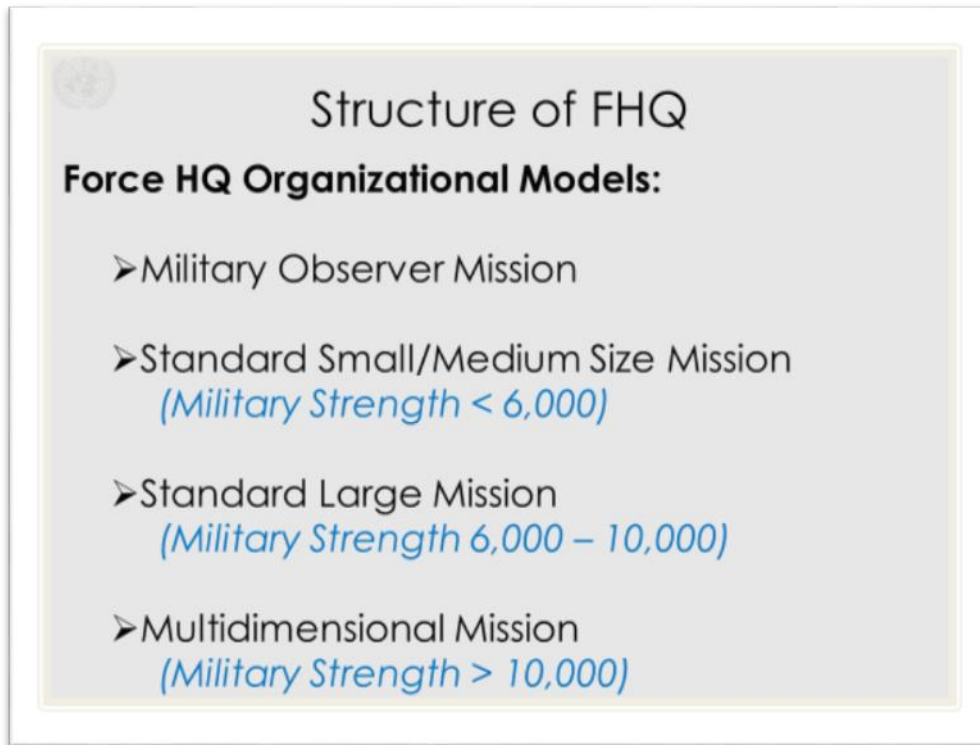 Structure of FHQ
Force HQ Organizational Models:
➢Military Observer Mission
➢Standard Small/Medium Size Mission
(Military Strength < 6,000)
➢Standard Large Mission
(Military Strength 6,000 – 10,000)
➢Multidimensional Mission
(Military Strength > 10,000)